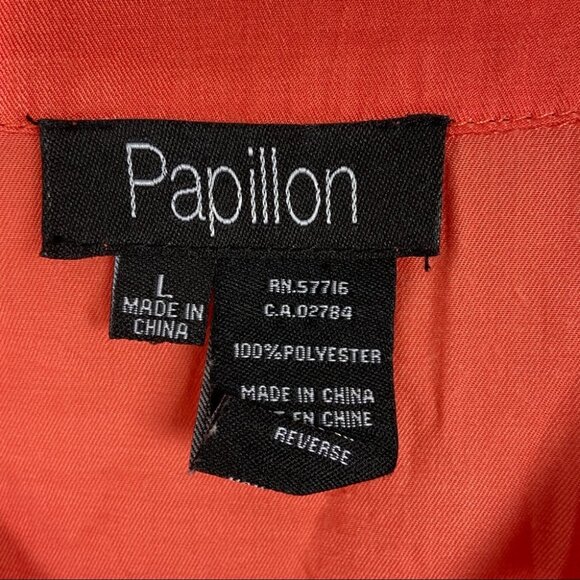 Papillon
L
MADE IN
CHINA
RN.57716
C.A.02784
100%POLYESTER
MADE IN CHINA
EN CHINE
REVERSE